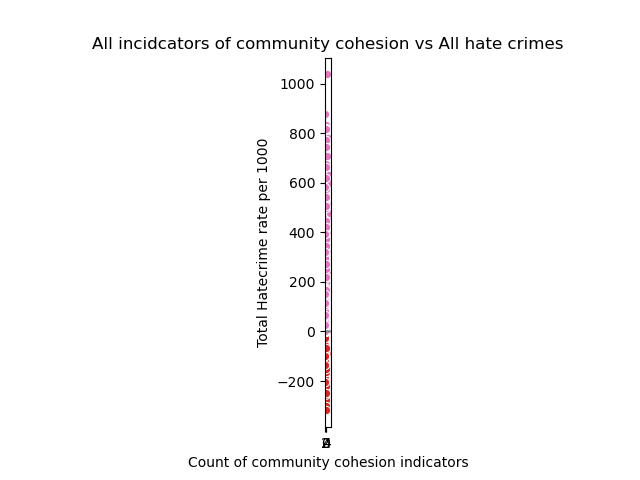 All incidcators of community cohesion vs All hate crimes
1000
800
600
400
200
0
−200
Total Hatecrime rate per 1000
Count of community cohesion indicators